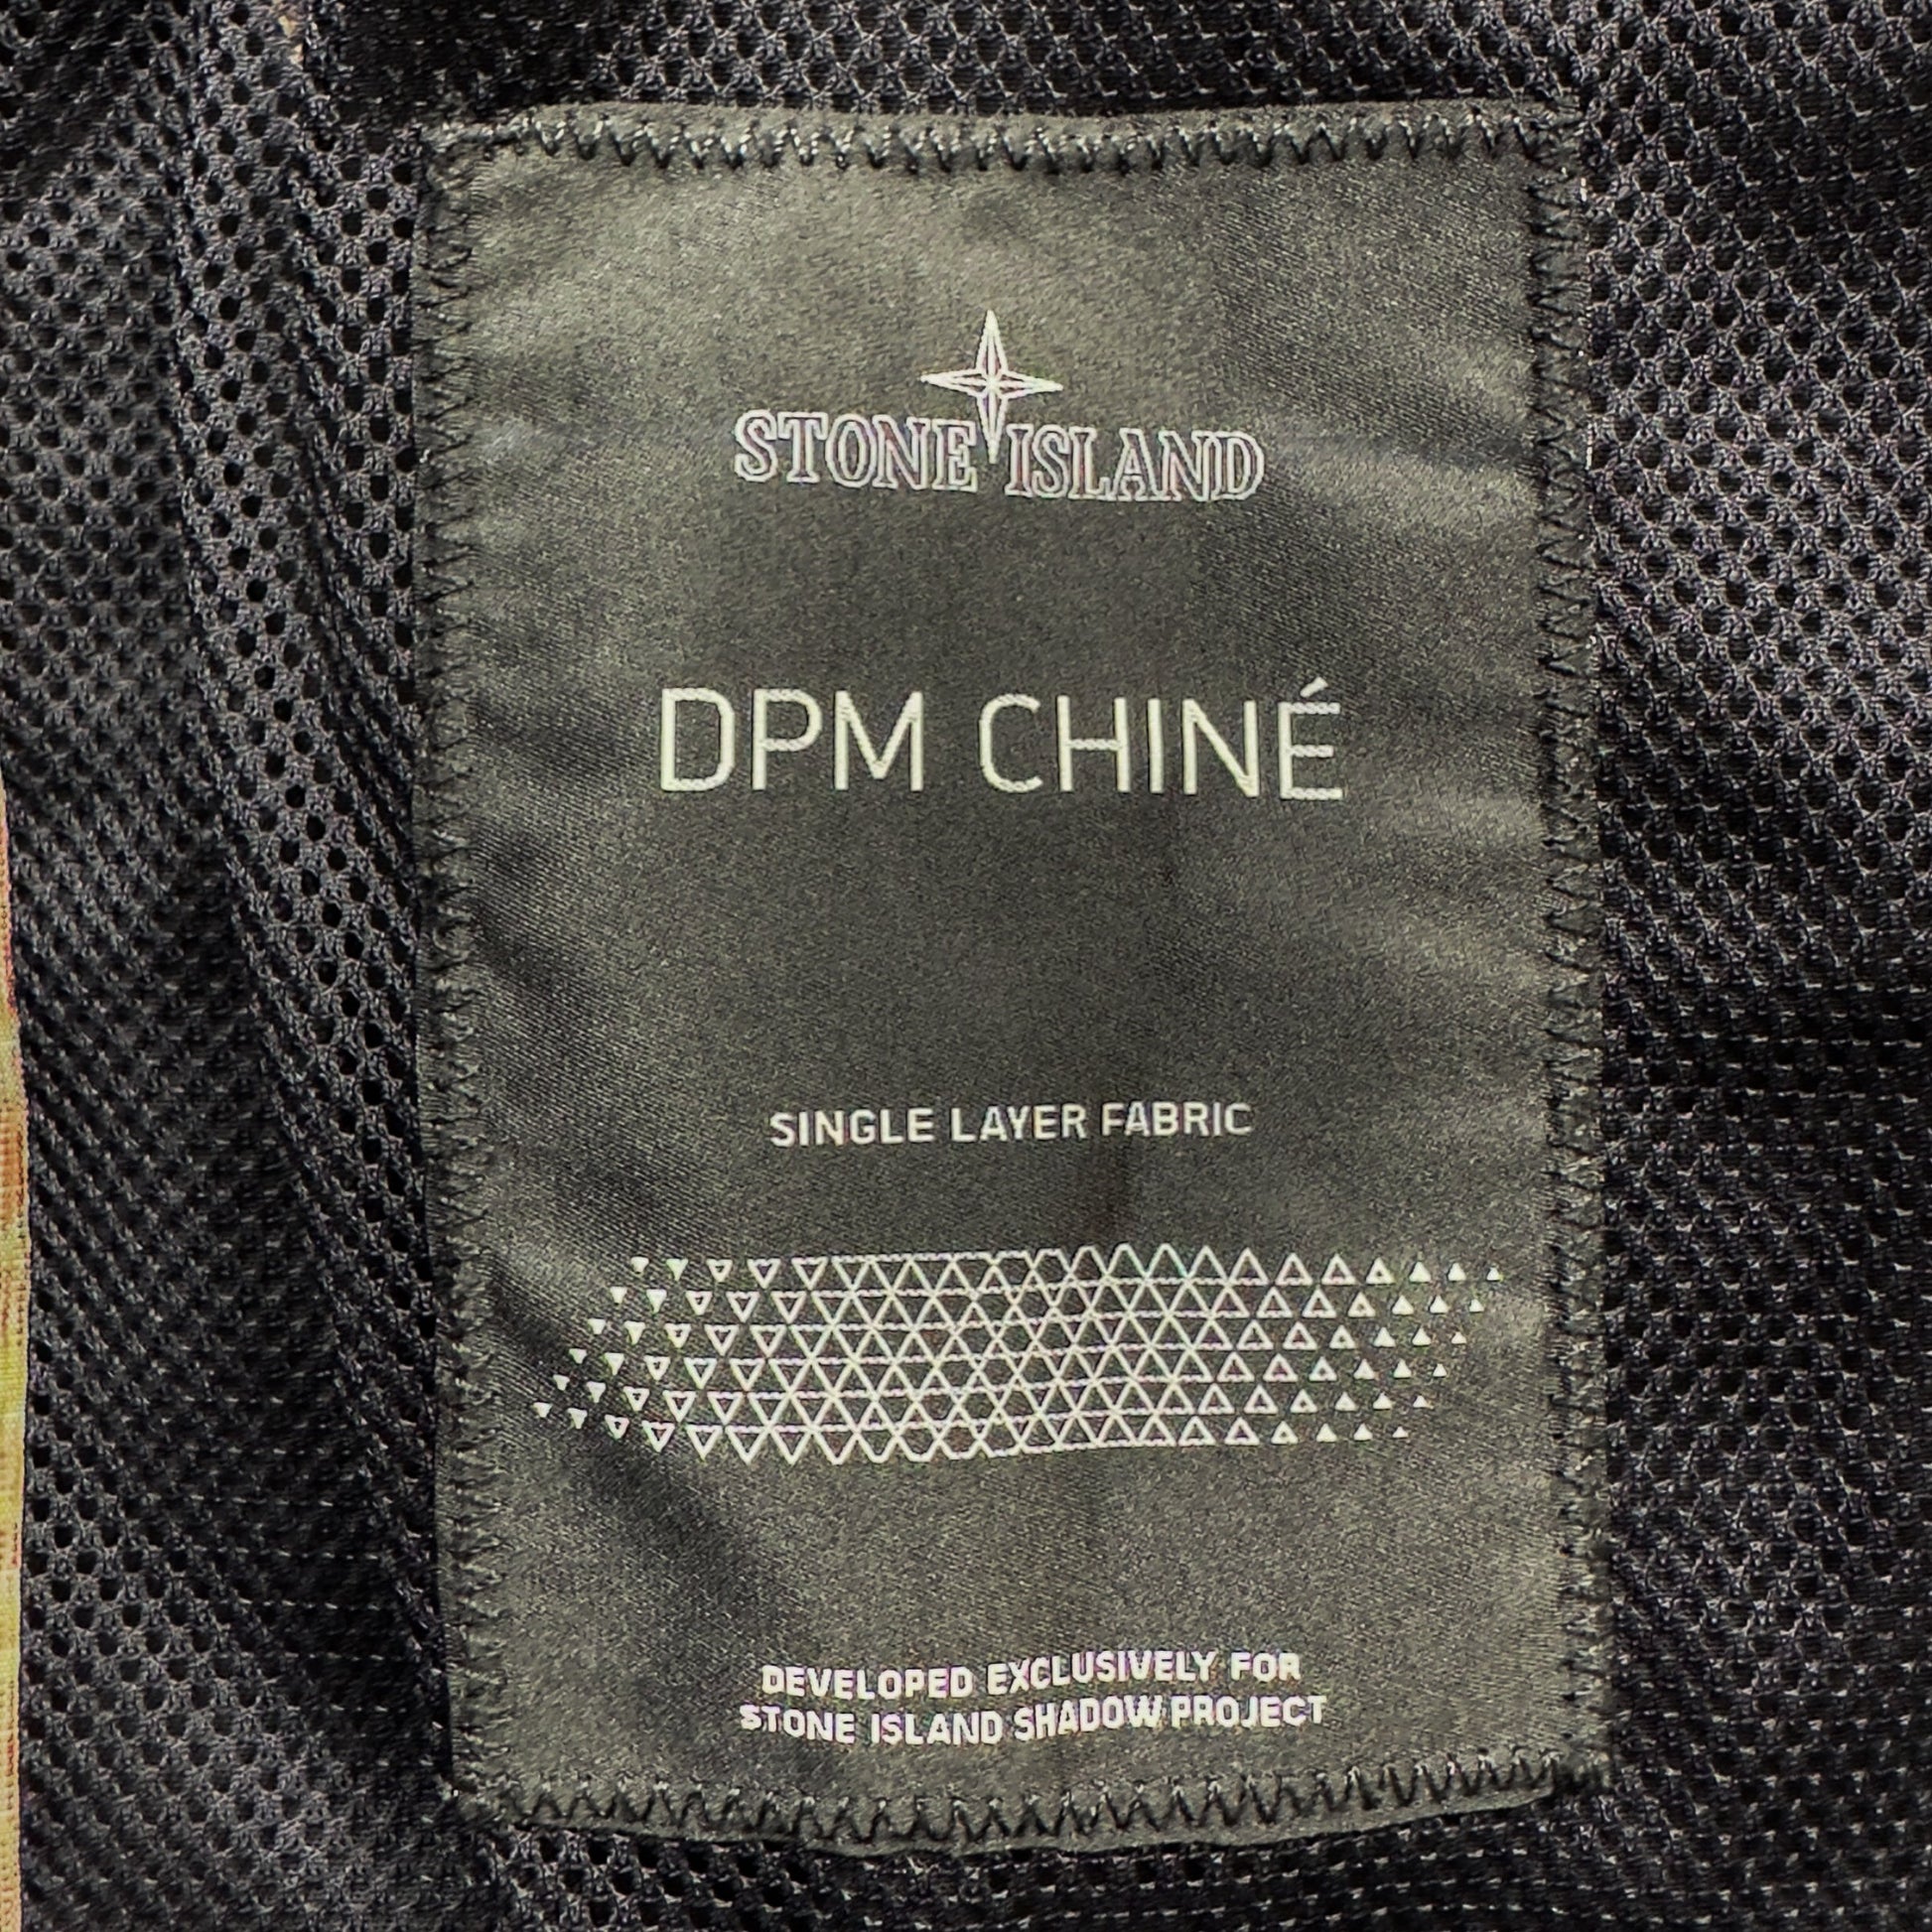 STONE ISLAND
DPM CHINÉ
SINGLE LAYER FABRIC
DEVELOPED EXCLUSIVELY FOR
STONE ISLAND SHADOW PROJECT